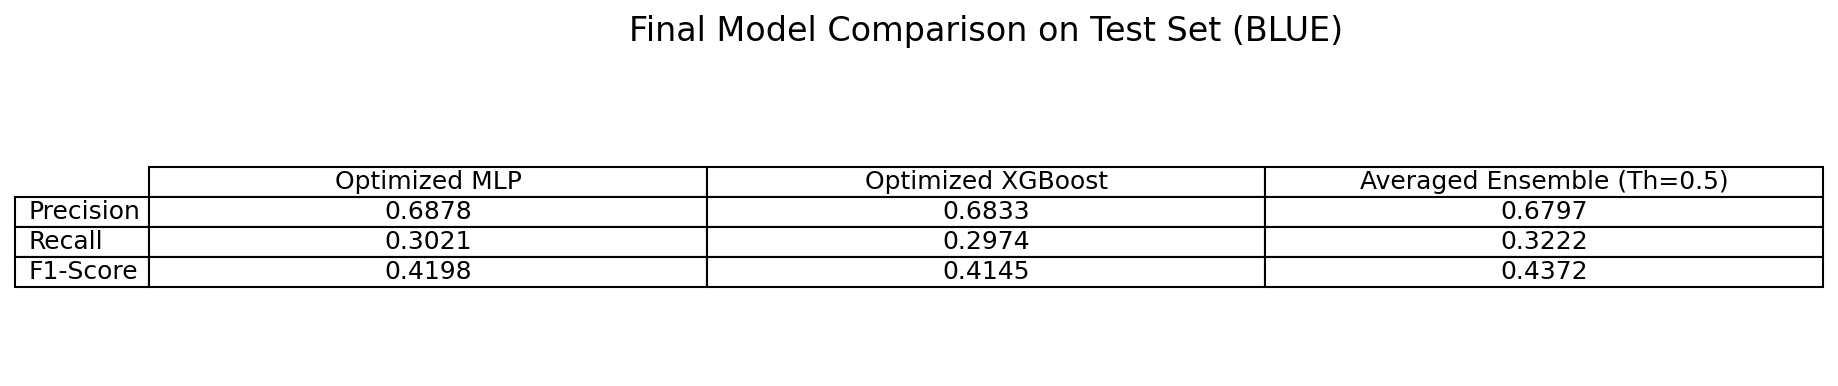 Final Model Comparison on Test Set (BLUE)
Optimized MLP Optimized XGBoost Averaged Ensemble (Th=0.5)
Precision 0.6878 0.6833 0.6797
Recall 0.3021 0.2974 0.3222
F1-Score 0.4198 0.4145 0.4372